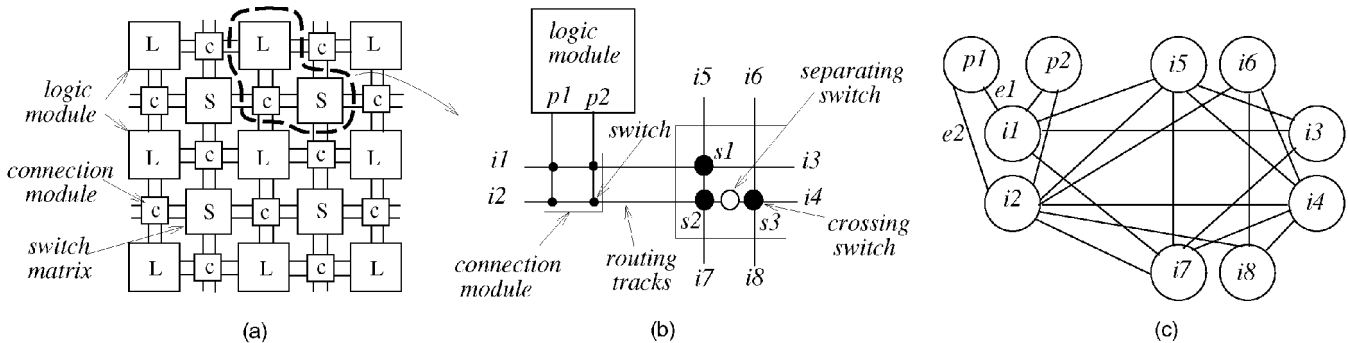 L
c
L
c
L
logic
module
c
S
c
S
c
L
c
L
c
L
connection
module
c
S
c
S
c
switch
matrix
L
c
L
c
L
(a)
logic
module
p1 p2
i5 i6
separating
switch
switch
s1
i1
i3
i2
i4
s2
s3
crossing
switch
connection
module
routing
tracks
i7 i8
(b)
p1
p2
i5
i6
e1
e2
i1
i3
i2
i4
i7
i8
(c)